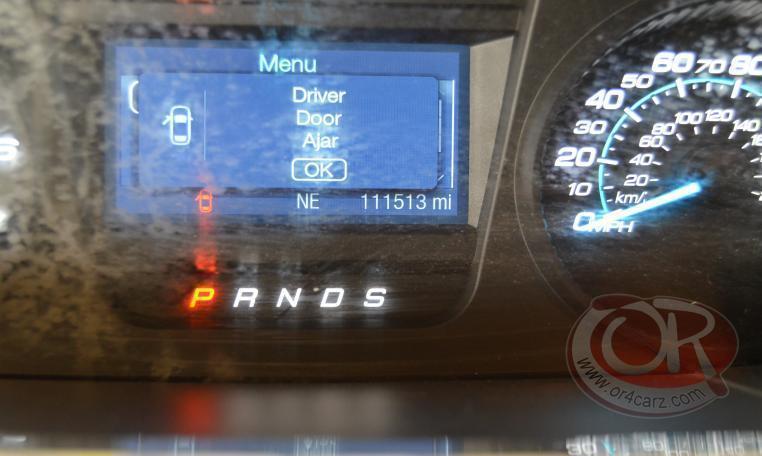 Menu
Driver
Door
Ajar
OK
NE 111513 mi
P R N D S
0 10 20 30 40 50 60 70 80
20 40 60 80 100 120 140
km/
MPH
OR
www.or4carz.com